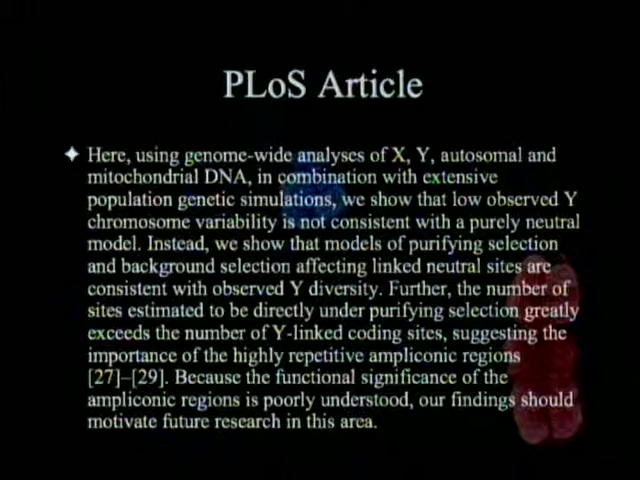 PLoS Article
✦ Here, using genome-wide analyses of X, Y, autosomal and
mitochondrial DNA, in combination with extensive
population genetic simulations, we show that low observed Y
chromosome variability is not consistent with a purely neutral
model. Instead, we show that models of purifying selection
and background selection affecting linked neutral sites are
consistent with observed Y diversity. Further, the number of
sites estimated to be directly under purifying selection greatly
exceeds the number of Y-linked coding sites, suggesting the
importance of the highly repetitive ampliconic regions
[27]–[29]. Because the functional significance of the
ampliconic regions is poorly understood, our findings should
motivate future research in this area.